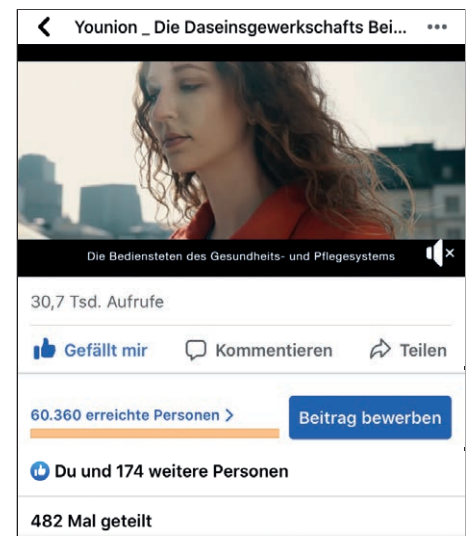 Younion _ Die Daseinsgewerkschafts Bei...
Die Bediensteten des Gesundheits- und Pflegesystems
30,7 Tsd. Aufrufe
Gefällt mir Kommentieren Teilen
60.360 erreichte Personen > Beitrag bewerben
Du und 174 weitere Personen
482 Mal geteilt